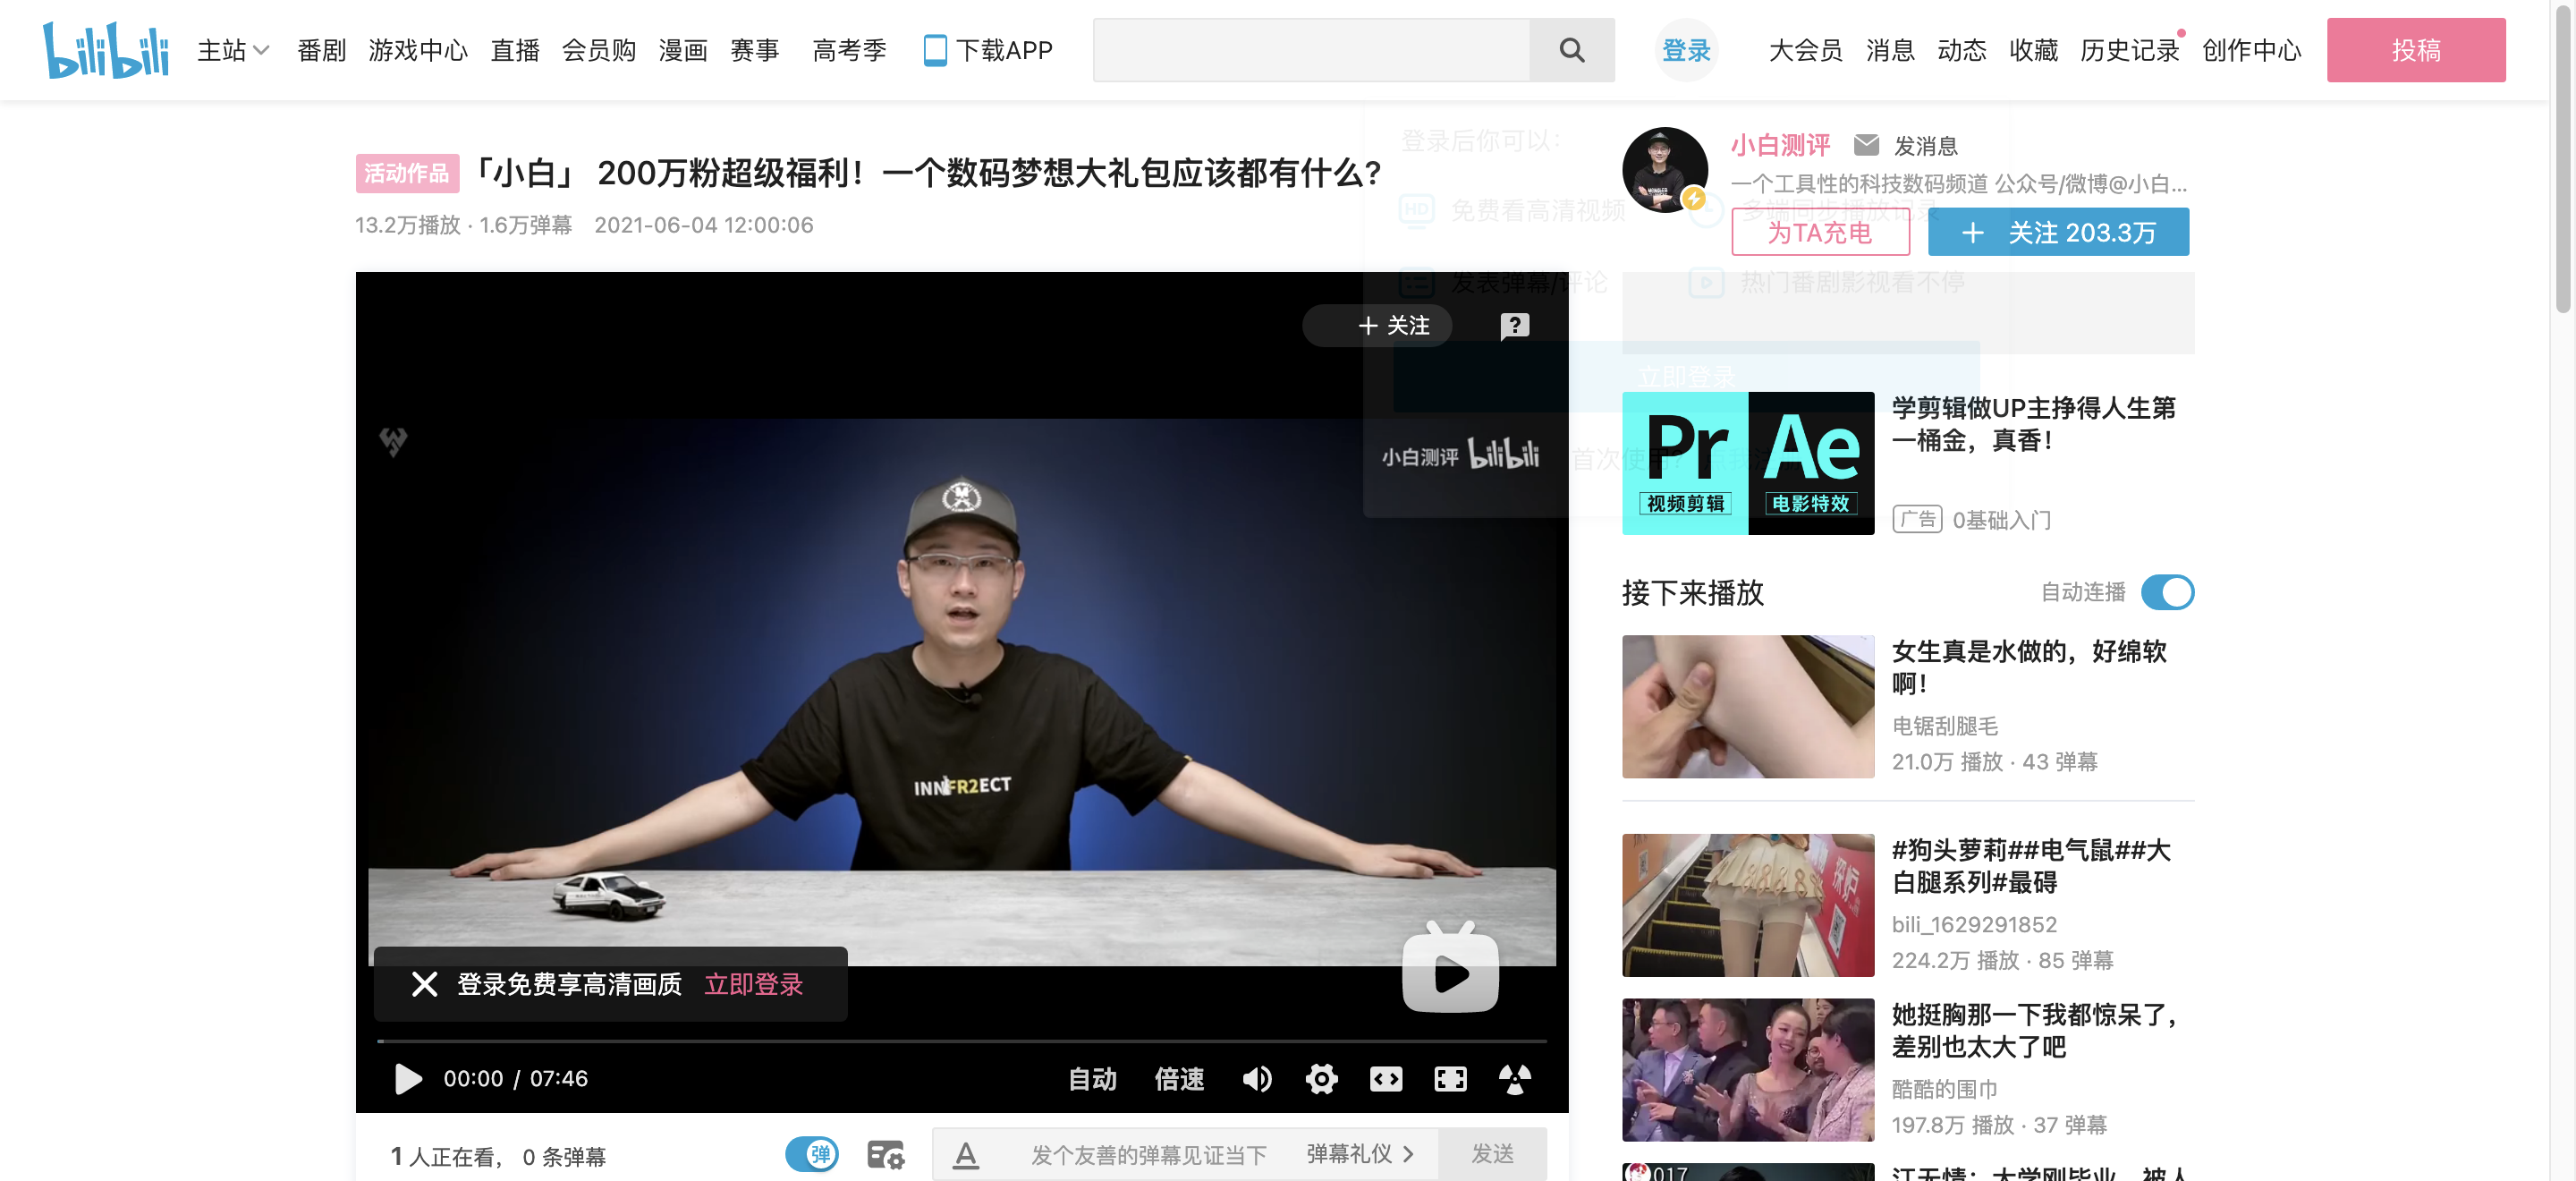 bilibili 主站 番剧 游戏中心 直播 会员购 漫画 赛事 高考季 下载APP 登录 大会员 消息 动态 收藏 历史记录 创作中心 投稿
活动作品 「小白」 200万粉超级福利！一个数码梦想大礼包应该都有什么?
13.2万播放 · 1.6万弹幕 2021-06-04 12:00:06
登录后你可以：
HD 免费看高清视频 多端同步播放记录
发表弹幕/评论 热门番剧影视看不停
立即登录
首次使用？
小白测评 发消息
一个工具性的科技数码频道 公众号/微博@小白...
为TA充电 + 关注 203.3万
+ 关注
小白测评 bilibili
INN FR2ECT
登录免费享高清画质 立即登录
00:00 / 07:46 自动 倍速
1 人正在看， 0 条弹幕 弹 A 发个友善的弹幕见证当下 弹幕礼仪 > 发送
Pr Ae
视频剪辑 电影特效
学剪辑做UP主挣得人生第
一桶金，真香！
广告 0基础入门
接下来播放 自动连播
女生真是水做的，好绵软
啊！
电锯刮腿毛
21.0万 播放 · 43 弹幕
#狗头萝莉##电气鼠##大
白腿系列#最碍
bili_1629291852
224.2万 播放 · 85 弹幕
她挺胸那一下我都惊呆了，
差别也太大了吧
酷酷的围巾
197.8万 播放 · 37 弹幕
017
江无情：大学刚毕业，被人